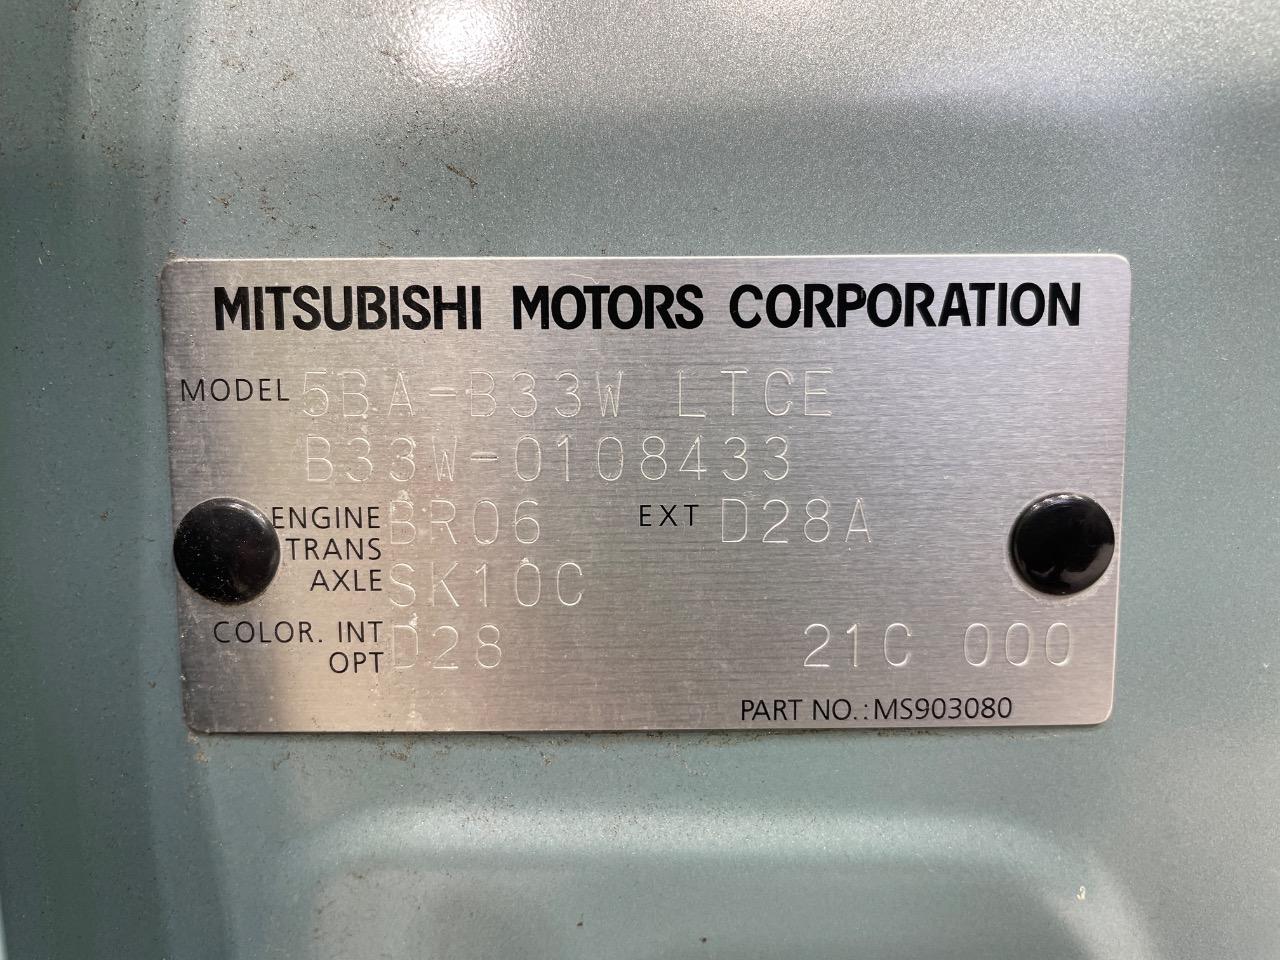 MITSUBISHI MOTORS CORPORATION
MODEL 5BA-B33W LTCE
B33W-0108433
ENGINE BR06 EXT D28A
TRANS
AXLE SK10C
COLOR. INT D28 21C 000
OPT
PART NO.: MS903080